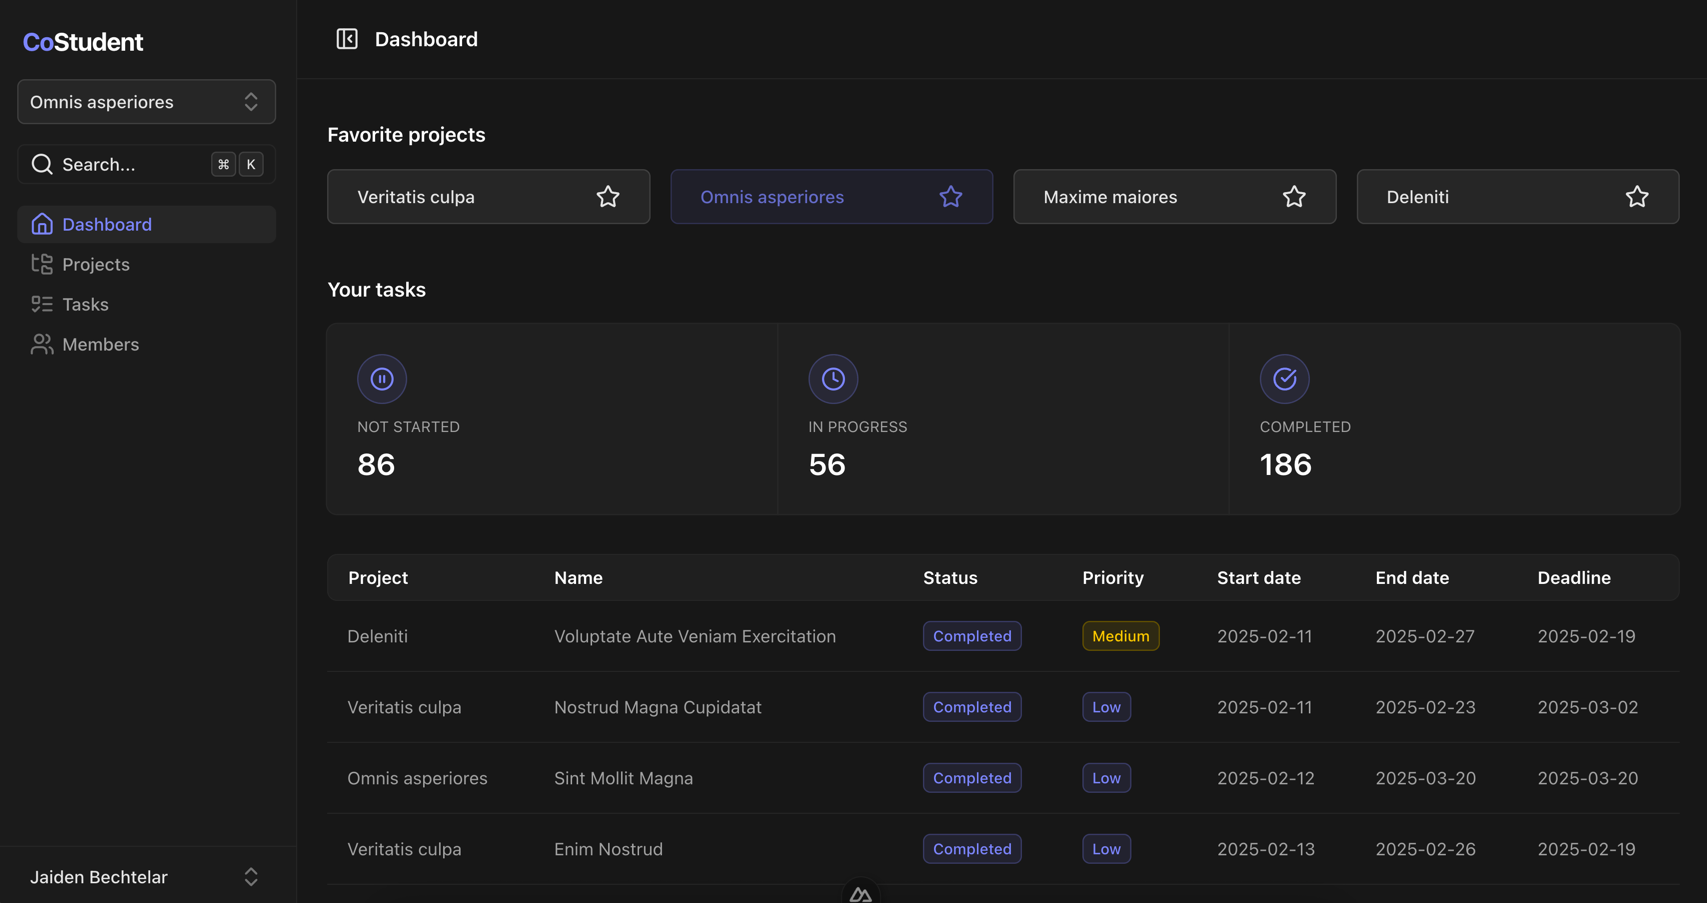 CoStudent
Omnis asperiores
Search... ⌘ K
Dashboard
Projects
Tasks
Members
Jaiden Bechtelar
Dashboard
Favorite projects
Veritatis culpa
Omnis asperiores
Maxime maiores
Deleniti
Your tasks
NOT STARTED
86
IN PROGRESS
56
COMPLETED
186
Project Name Status Priority Start date End date Deadline
Deleniti Voluptate Aute Veniam Exercitation Completed Medium 2025-02-11 2025-02-27 2025-02-19
Veritatis culpa Nostrud Magna Cupidatat Completed Low 2025-02-11 2025-02-23 2025-03-02
Omnis asperiores Sint Mollit Magna Completed Low 2025-02-12 2025-03-20 2025-03-20
Veritatis culpa Enim Nostrud Completed Low 2025-02-13 2025-02-26 2025-02-19